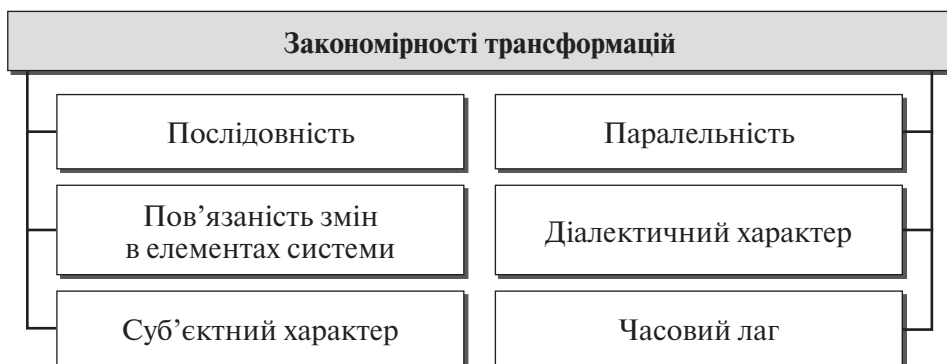 Закономірності трансформацій
Послідовність
Паралельність
Пов’язаність змін
в елементах системи
Діалектичний характер
Суб’єктний характер
Часовий лаг